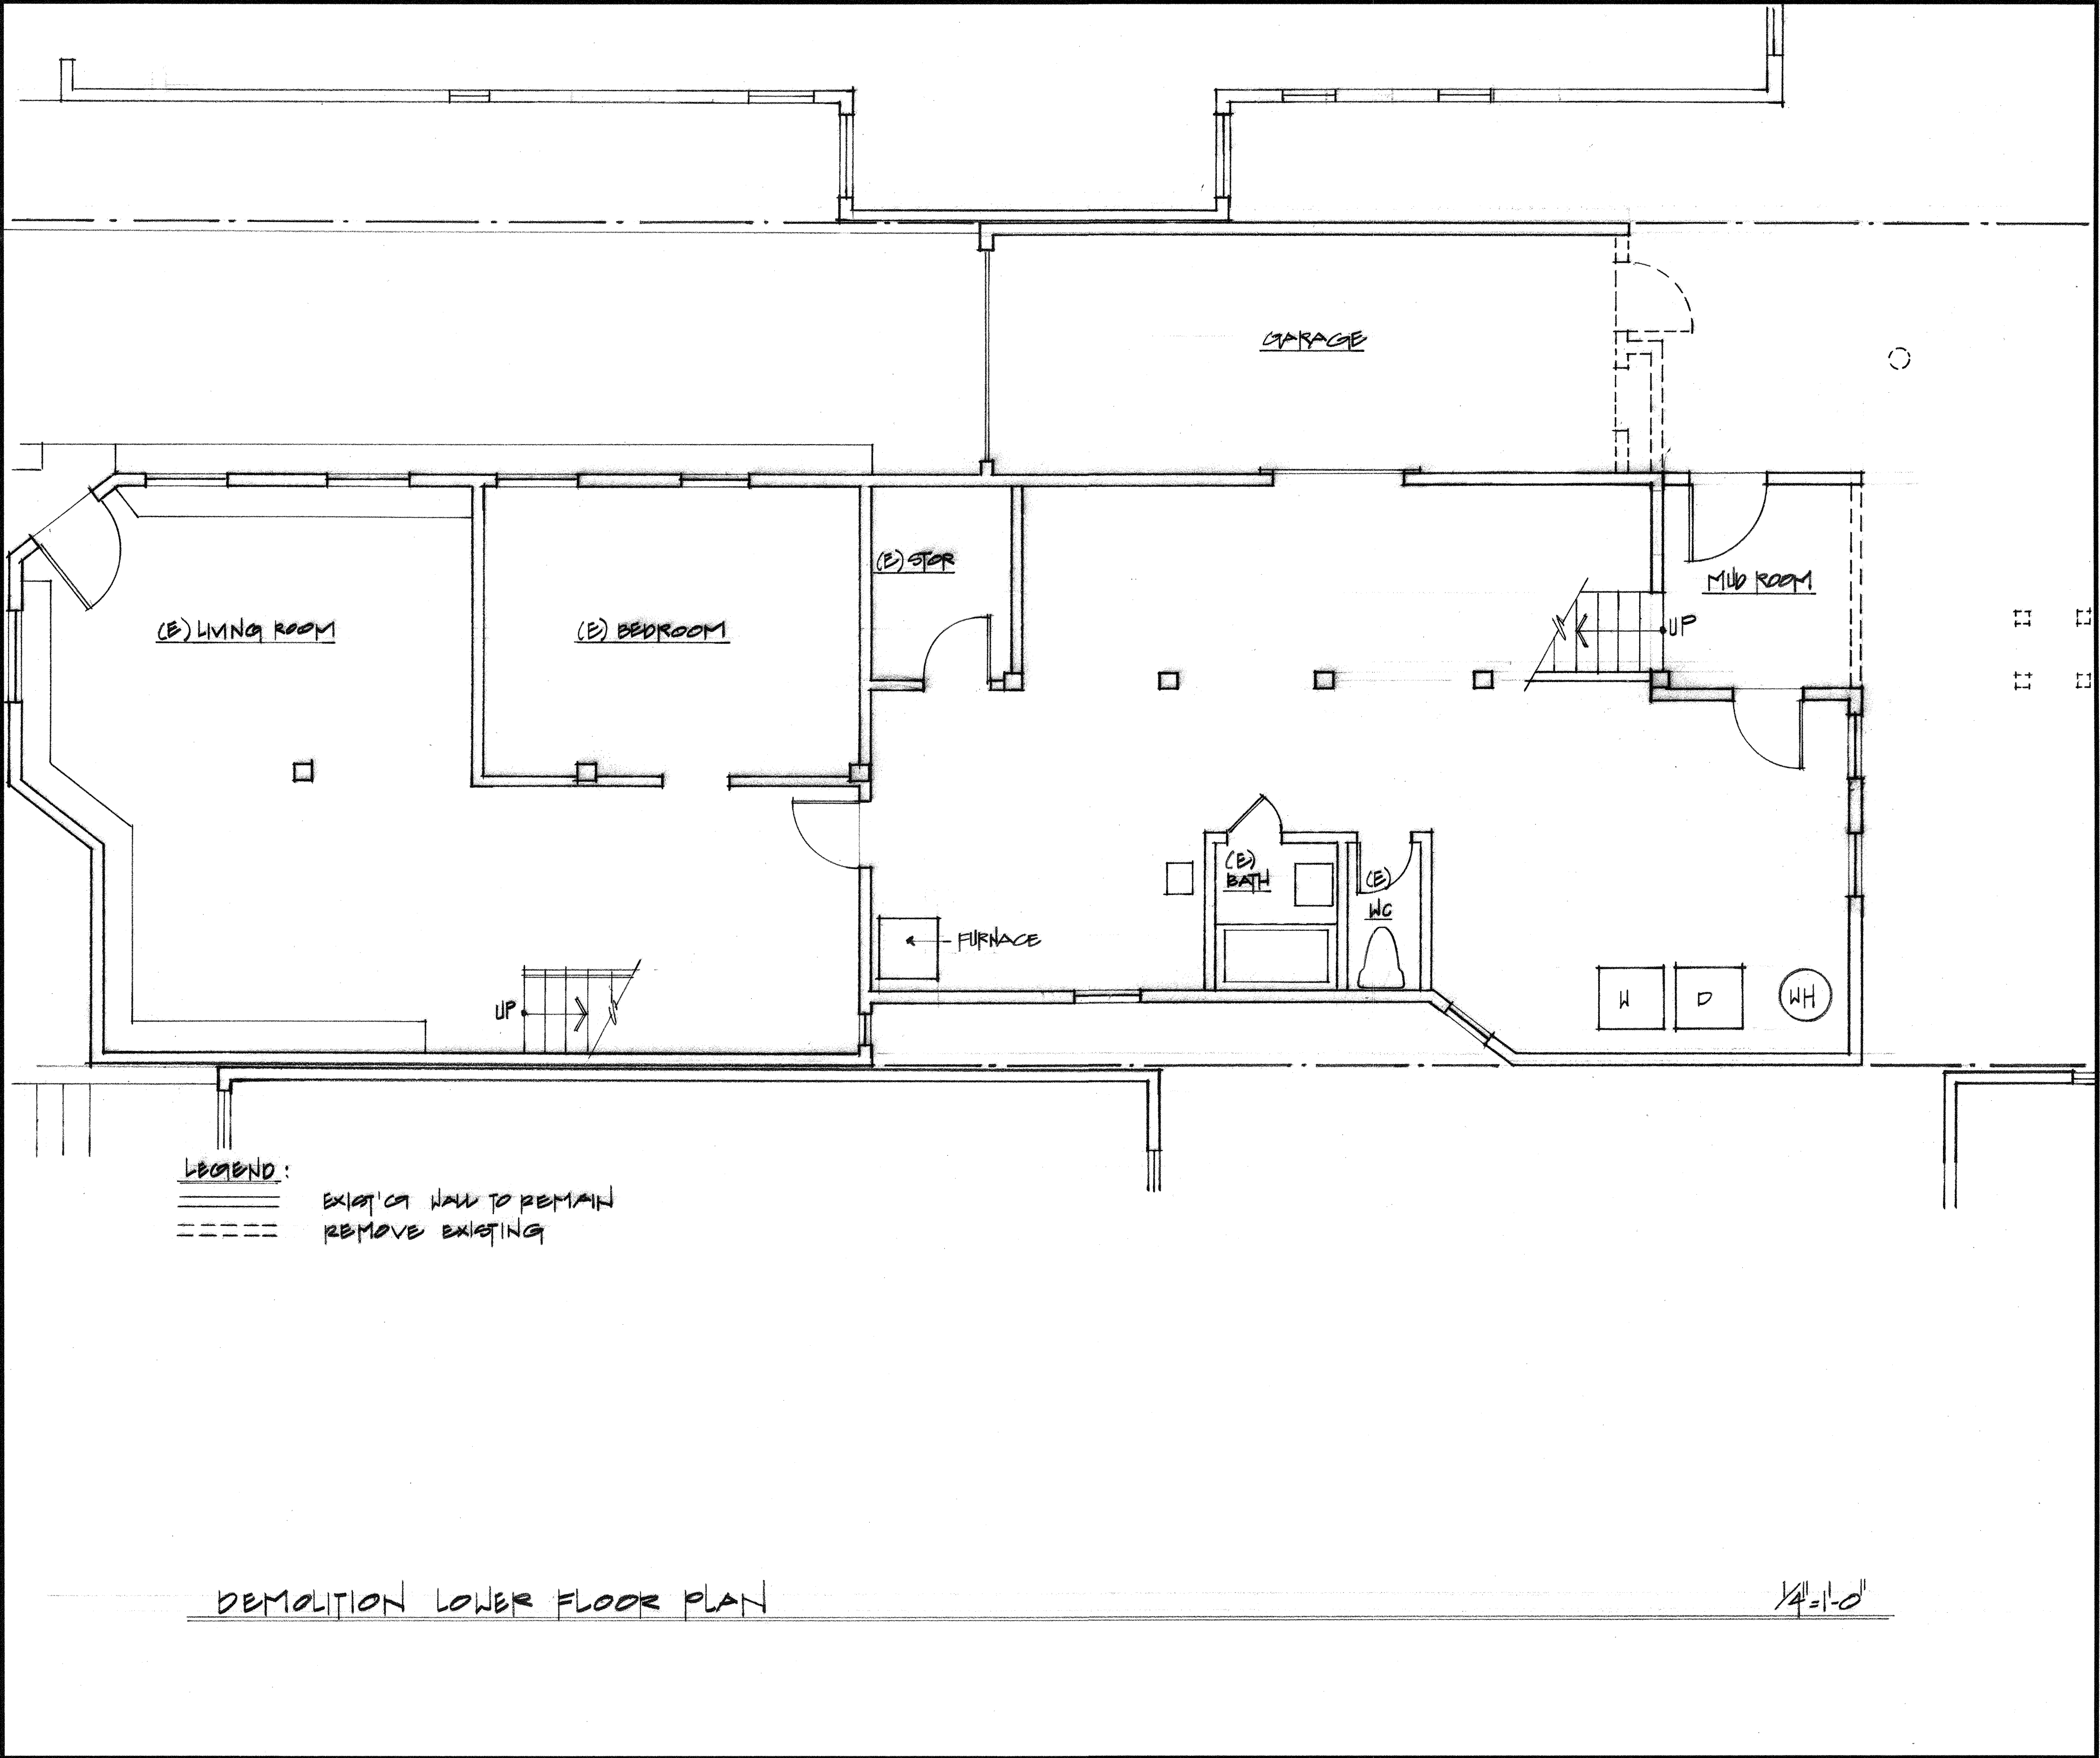 GARAGE
(E) STOR
MUD ROOM
(E) LIVING ROOM
(E) BEDROOM
UP
(E)
BATH
(E)
WC
FURNACE
UP
W
D
WH
LEGEND:
EXIST'G WALL TO REMAIN
REMOVE EXISTING
DEMOLITION LOWER FLOOR PLAN
1/4"=1'-0"